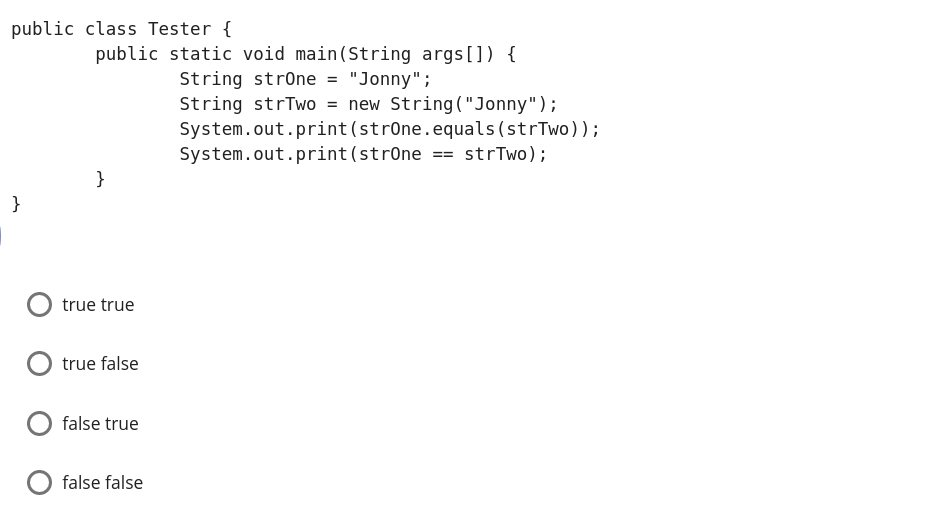 public class Tester {
public static void main(String args[]) {
String strOne = "Jonny";
String strTwo = new String("Jonny");
System.out.print(strOne.equals(strTwo));
System.out.print(strOne == strTwo);
}
}
true true
true false
false true
false false